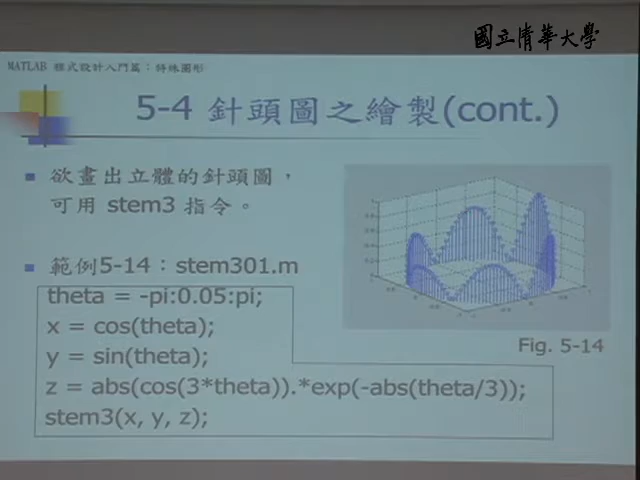 國立清華大學
MATLAB 程式設計入門篇：特殊圖形
5-4 針頭圖之繪製(cont.)
欲畫出立體的針頭圖，
可用 stem3 指令。
範例5-14：stem301.m
theta = -pi:0.05:pi;
x = cos(theta);
y = sin(theta);
z = abs(cos(3*theta)).*exp(-abs(theta/3));
stem3(x, y, z);
Fig. 5-14